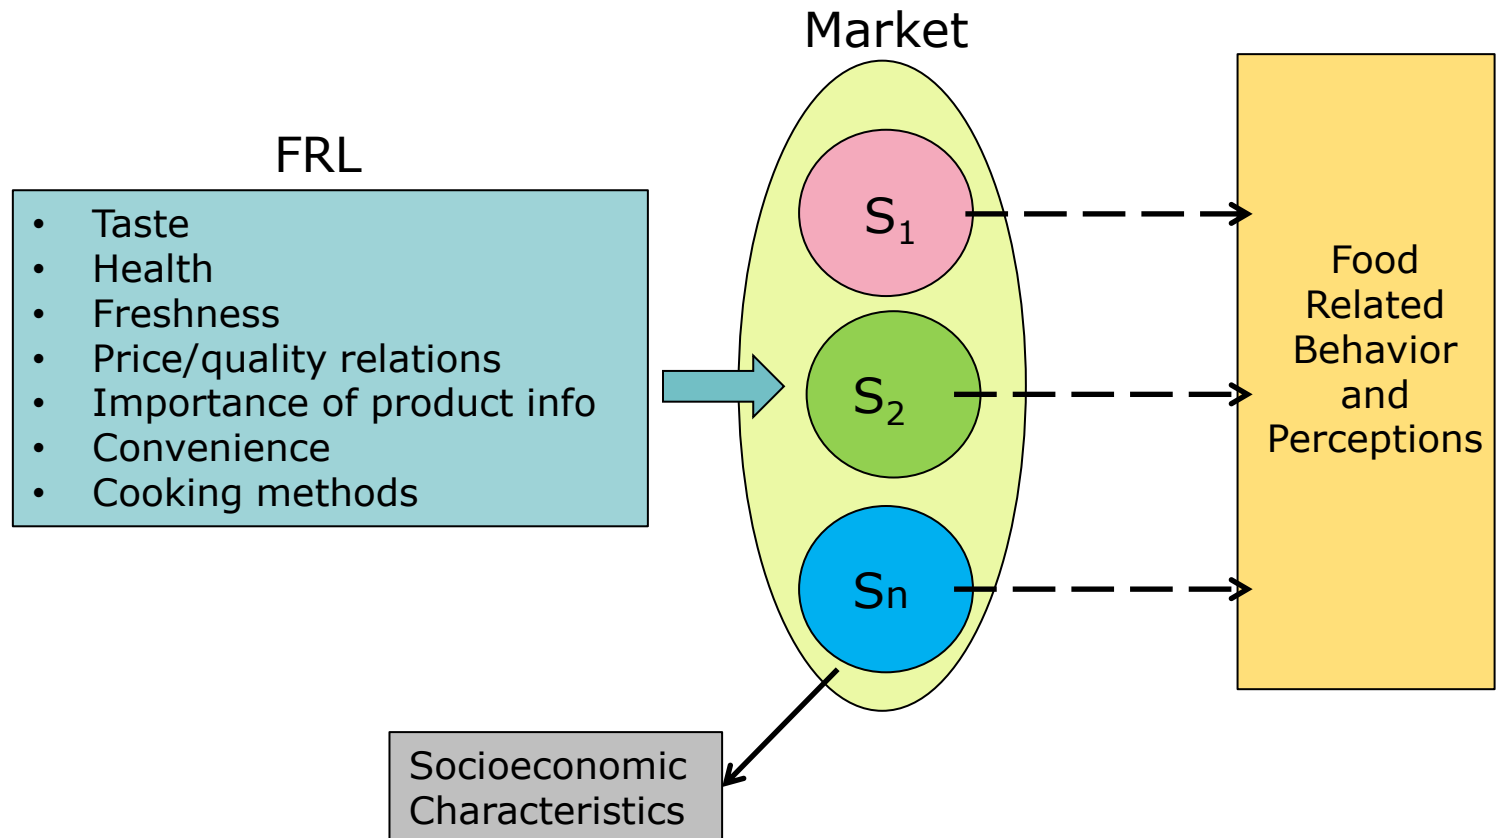 Market
FRL
• Taste
• Health
• Freshness
• Price/quality relations
• Importance of product info
• Convenience
• Cooking methods
S₁
S₂
Sn
Food
Related
Behavior
and
Perceptions
Socioeconomic
Characteristics